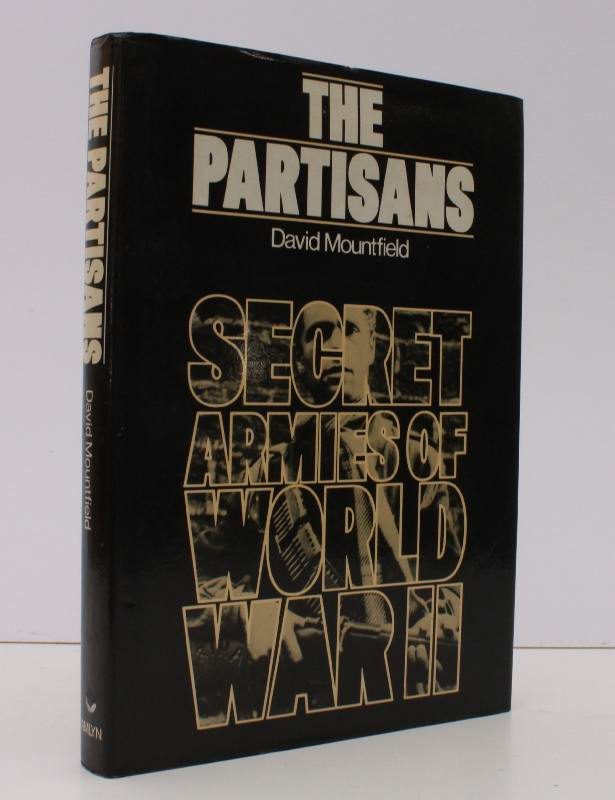 THE
PARTISANS
David Mountfield
SECRET
ARMIES OF
WORLD
WAR II
THE PARTISANS
David Mountfield